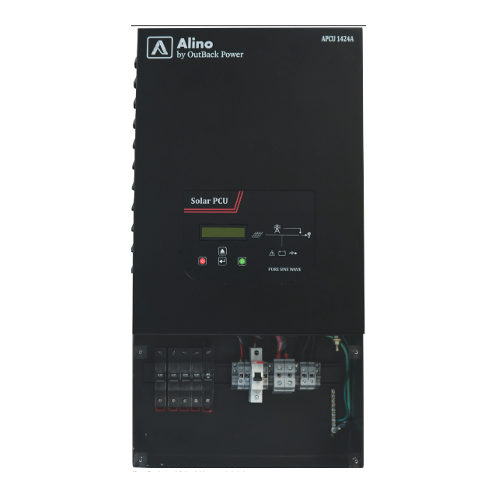 Alino
by OutBack Power
APCU 1424A
Solar PCU
PURE SINE WAVE